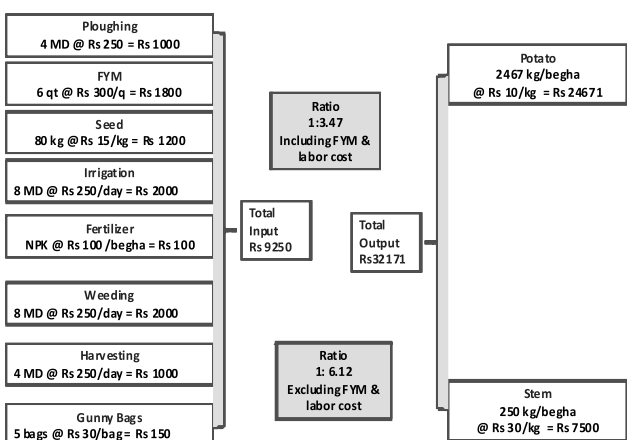 Ploughing
4 MD @ Rs 250 = Rs 1000
FYM
6 qt @ Rs 300/q = Rs 1800
Seed
80 kg @ Rs 15/kg = Rs 1200
Irrigation
8 MD @ Rs 250/day = Rs 2000
Fertilizer
NPK @ Rs 100 /begha = Rs 100
Weeding
8 MD @ Rs 250/day = Rs 2000
Harvesting
4 MD @ Rs 250/day = Rs 1000
Gunny Bags
5 bags @ Rs 30/bag = Rs 150
Total
Input
Rs 9250
Ratio
1:3.47
Including FYM &
labor cost
Ratio
1: 6.12
Excluding FYM &
labor cost
Total
Output
Rs32171
Potato
2467 kg/begha
@ Rs 10/kg = Rs 24671
Stem
250 kg/begha
@ Rs 30/kg = Rs 7500